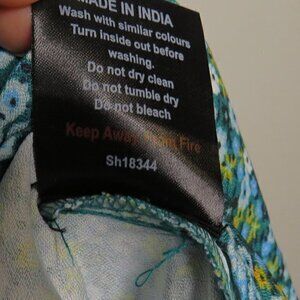 MADE IN INDIA
Wash with similar colours
Turn inside out before
washing.
Do not dry clean
Do not tumble dry
Do not bleach
Keep Away From Fire
Sh18344